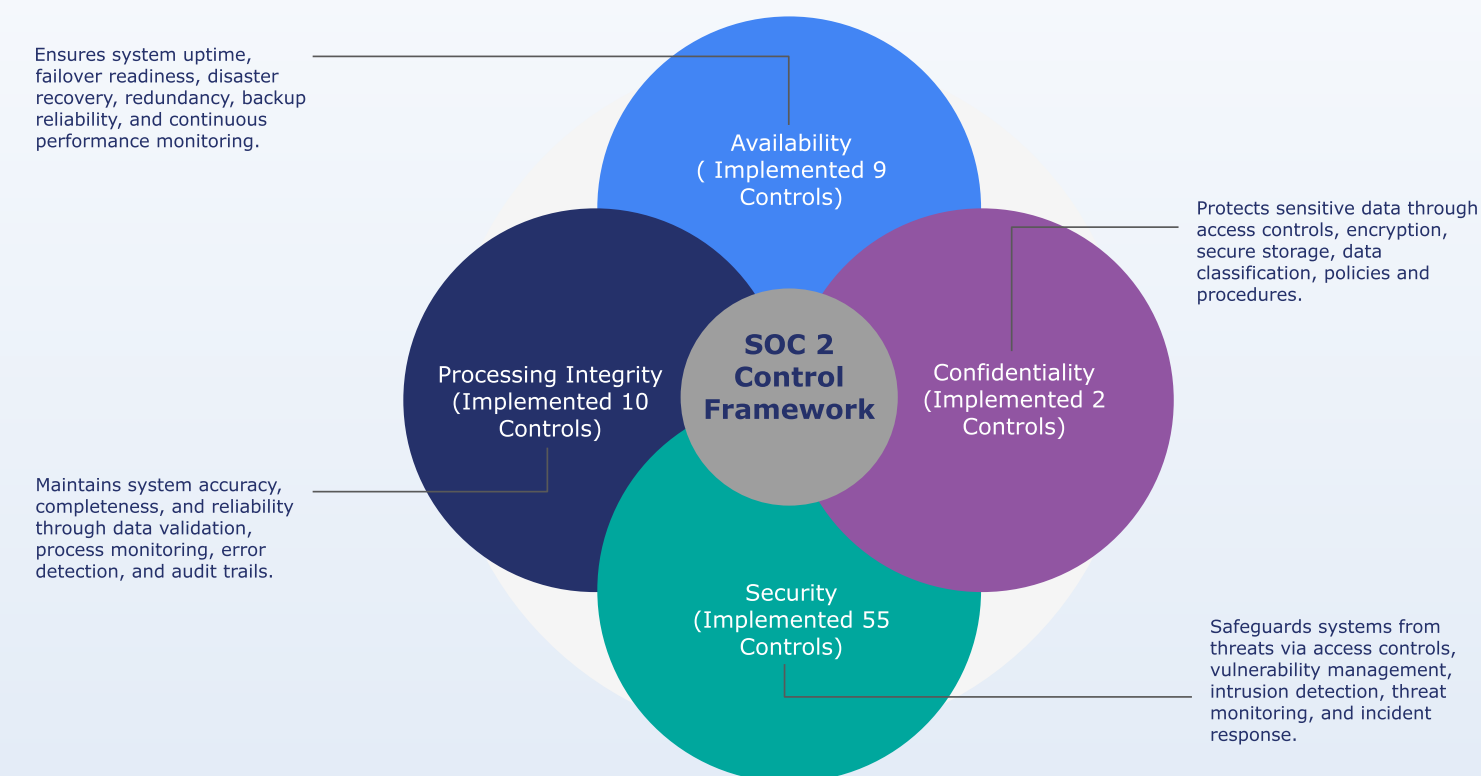 Ensures system uptime,
failover readiness, disaster
recovery, redundancy, backup
reliability, and continuous
performance monitoring.
Availability
( Implemented 9
Controls)
Protects sensitive data through
access controls, encryption,
secure storage, data
classification, policies and
procedures.
Processing Integrity
(Implemented 10
Controls)
SOC 2
Control
Framework
Confidentiality
(Implemented 2
Controls)
Maintains system accuracy,
completeness, and reliability
through data validation,
process monitoring, error
detection, and audit trails.
Security
(Implemented 55
Controls)
Safeguards systems from
threats via access controls,
vulnerability management,
intrusion detection, threat
monitoring, and incident
response.